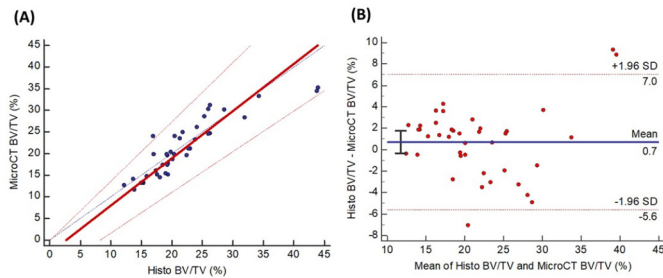 (A)
(B)
45
40
35
30
25
20
15
10
5
0
MicroCT BV/TV (%)
0 5 10 15 20 25 30 35 40 45
Histo BV/TV (%)
10
8
6
4
2
0
-2
-4
-6
-8
Histo BV/TV - MicroCT BV/TV (%)
+1.96 SD
7.0
Mean
0.7
-1.96 SD
-5.6
10 15 20 25 30 35 40 45
Mean of Histo BV/TV and MicroCT BV/TV (%)